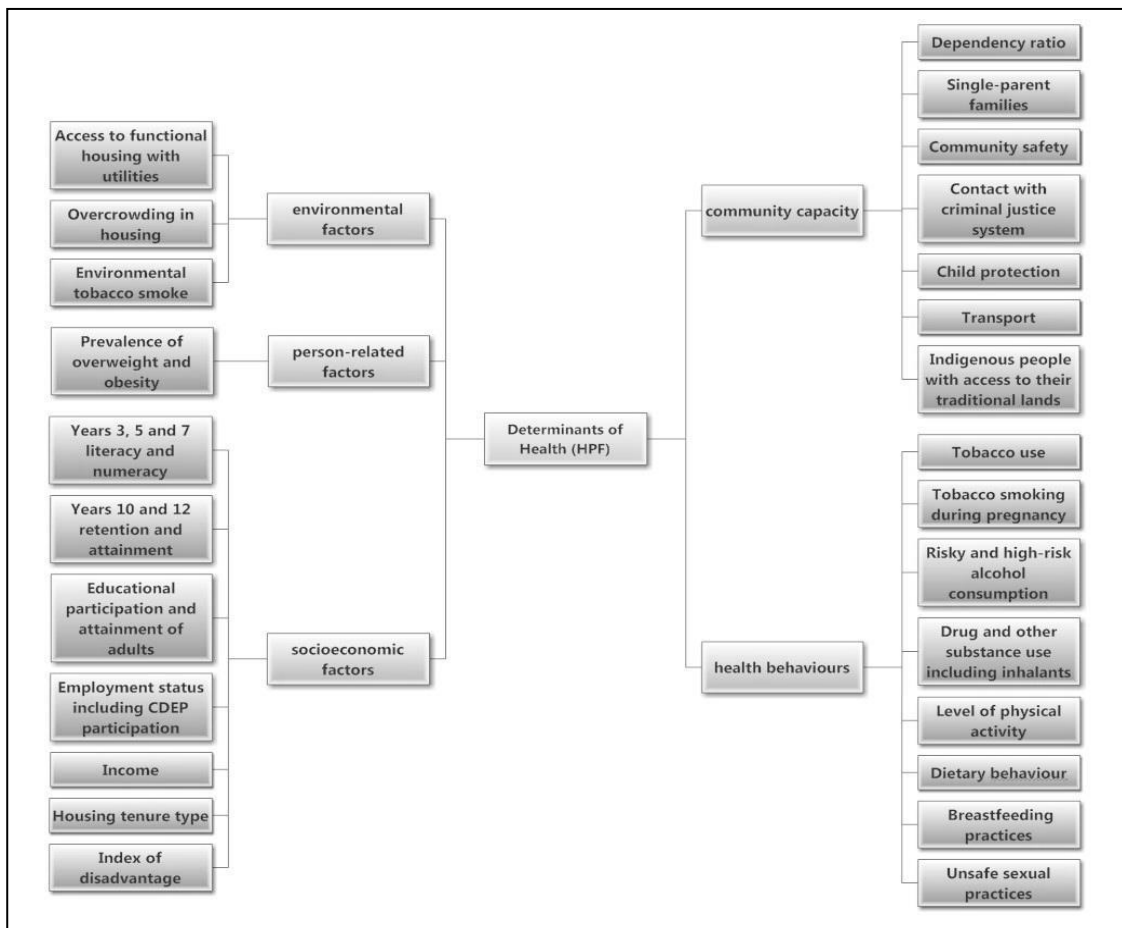 Access to functional
housing with
utilities
Overcrowding in
housing
Environmental
tobacco smoke
environmental
factors
Prevalence of
overweight and
obesity
person-related
factors
Years 3, 5 and 7
literacy and
numeracy
Years 10 and 12
retention and
attainment
Educational
participation and
attainment of
adults
Employment status
including CDEP
participation
Income
Housing tenure type
Index of
disadvantage
socioeconomic
factors
Determinants of
Health (HPF)
community capacity
Dependency ratio
Single-parent
families
Community safety
Contact with
criminal justice
system
Child protection
Transport
Indigenous people
with access to their
traditional lands
health behaviours
Tobacco use
Tobacco smoking
during pregnancy
Risky and high-risk
alcohol
consumption
Drug and other
substance use
including inhalants
Level of physical
activity
Dietary behaviour
Breastfeeding
practices
Unsafe sexual
practices